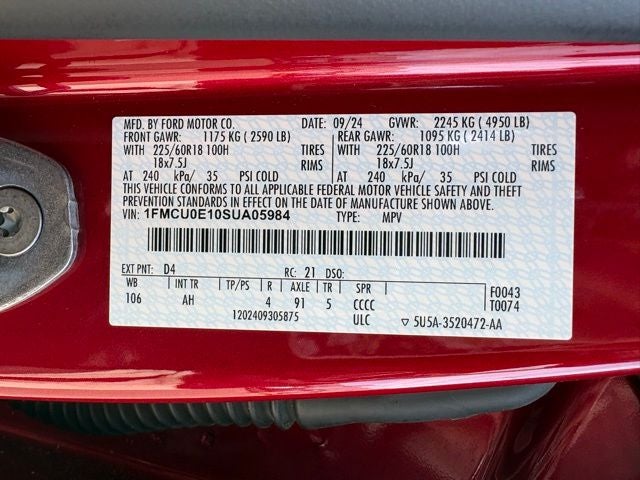 MFD. BY FORD MOTOR CO. DATE: 09/24 GVWR: 2245 KG ( 4950 LB)
FRONT GAWR: 1175 KG ( 2590 LB) REAR GAWR: 1095 KG ( 2414 LB)
WITH 225/60R18 100H TIRES WITH 225/60R18 100H TIRES
18x7.5J RIMS 18x7.5J RIMS
AT 240 kPa/ 35 PSI COLD AT 240 kPa/ 35 PSI COLD
THIS VEHICLE CONFORMS TO ALL APPLICABLE FEDERAL MOTOR VEHICLE SAFETY AND THEFT
PREVENTION STANDARDS IN EFFECT ON THE DATE OF MANUFACTURE SHOWN ABOVE.
VIN: 1FMCU0E10SUA05984 TYPE: MPV
EXT PNT: D4 RC: 21 DSO:
WB INT TR TP/PS R AXLE TR SPR F0043
106 AH 4 91 5 CCCC T0074
1202409305875 ULC ▽ 5U5A-3520472-AA